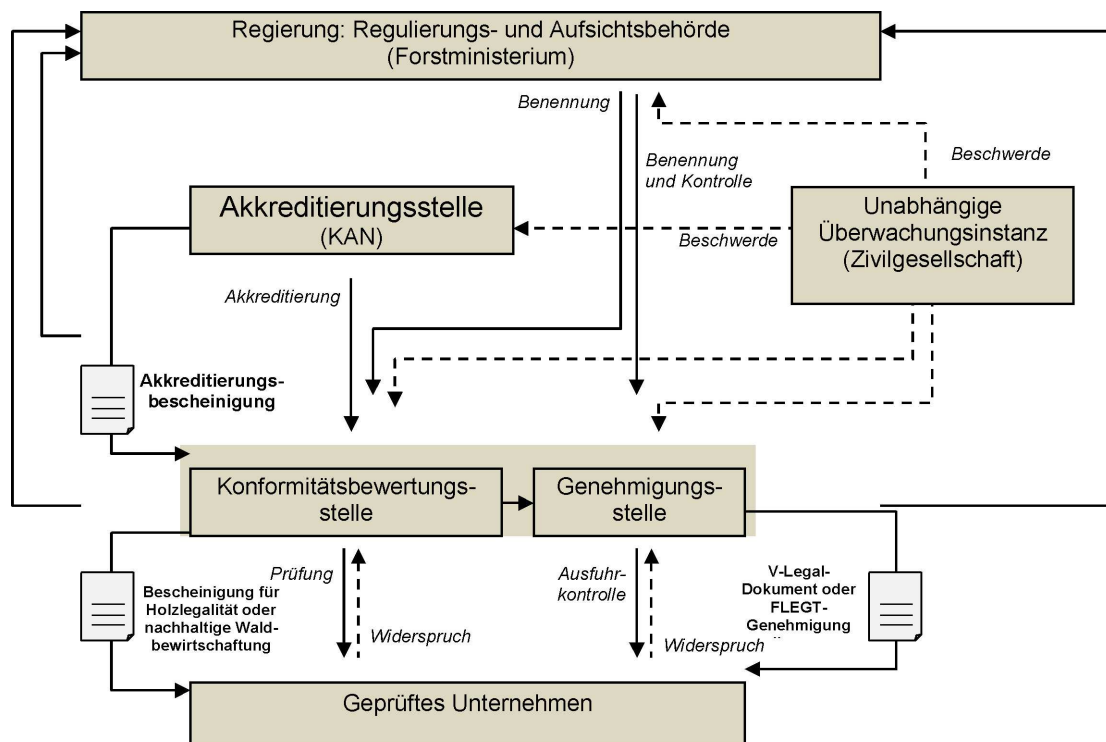 Regierung: Regulierungs- und Aufsichtsbehörde
(Forstministerium)
Benennung
Benennung
und Kontrolle
Beschwerde
Akkreditierungsstelle
(KAN)
Beschwerde
Unabhängige
Überwachungsinstanz
(Zivilgesellschaft)
Akkreditierung
Akkreditierungs-
bescheinigung
Konformitätsbewertungs-
stelle
Genehmigungs-
stelle
Prüfung
Ausfuhr-
kontrolle
Bescheinigung für
Holzlegalität oder
nachhaltige Wald-
bewirtschaftung
V-Legal-
Dokument oder
FLEGT-
Genehmigung
Widerspruch
Widerspruch
Geprüftes Unternehmen